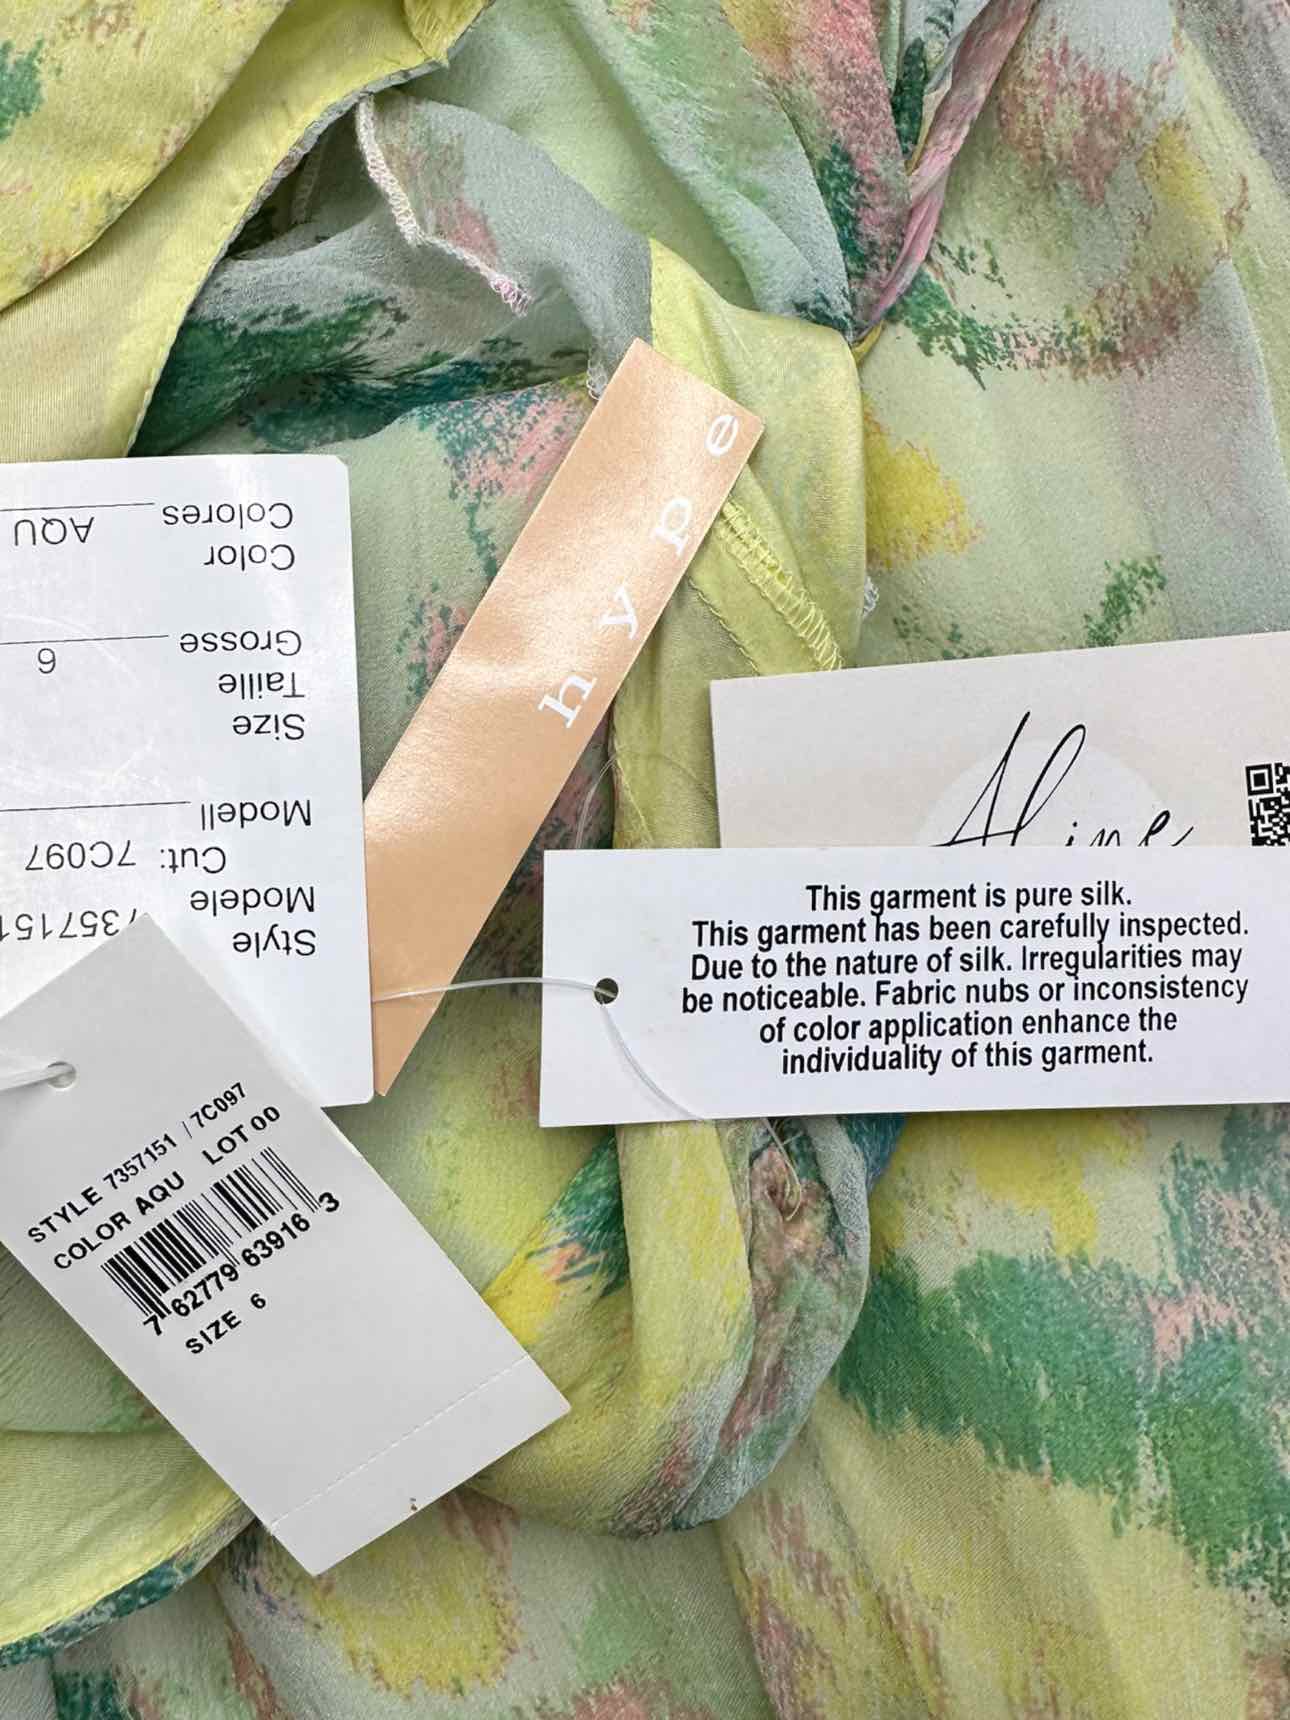 hype
Style
Modele 7357151
Cut: 7C097
Modell
Size
Taille 6
Grosse
Color
Colores AQU
Aline
This garment is pure silk.
This garment has been carefully inspected.
Due to the nature of silk. Irregularities may
be noticeable. Fabric nubs or inconsistency
of color application enhance the
individuality of this garment.
STYLE 7357151 / 7C097
COLOR AQU LOT 00
7 62779 63916 3
SIZE 6